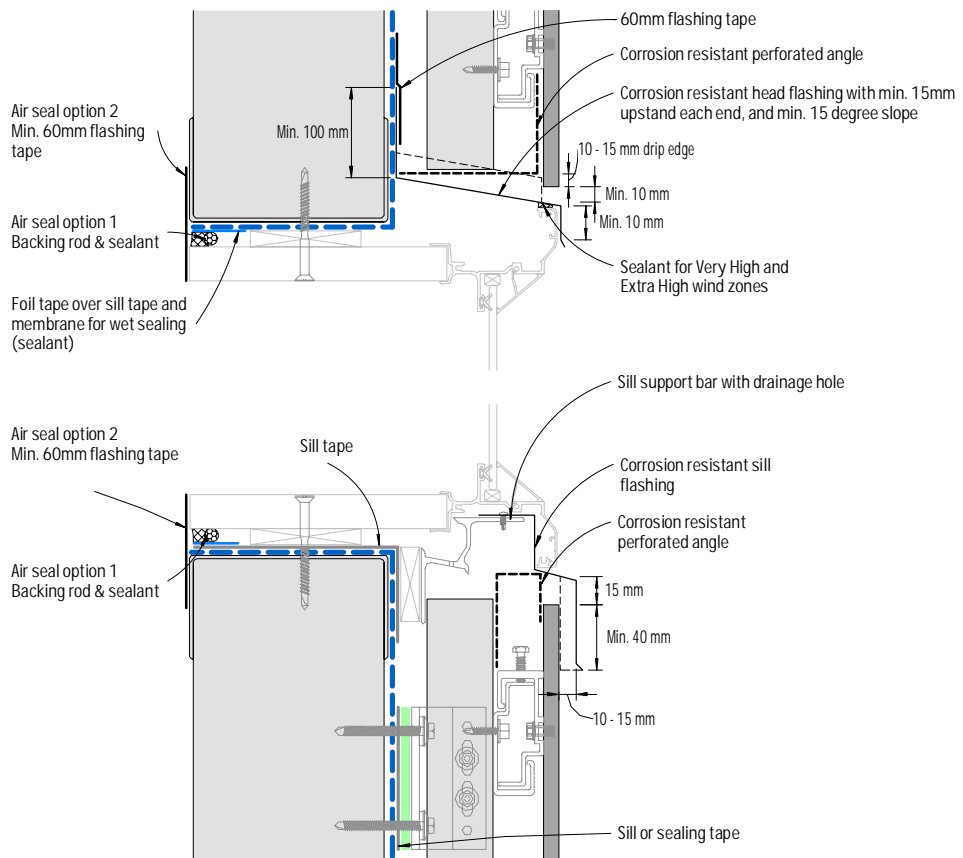 60mm flashing tape
Corrosion resistant perforated angle
Corrosion resistant head flashing with min. 15mm
upstand each end, and min. 15 degree slope
Air seal option 2
Min. 60mm flashing
tape
Min. 100 mm
10 - 15 mm drip edge
Min. 10 mm
Min. 10 mm
Air seal option 1
Backing rod & sealant
Sealant for Very High and
Extra High wind zones
Foil tape over sill tape and
membrane for wet sealing
(sealant)
Sill support bar with drainage hole
Air seal option 2
Min. 60mm flashing tape
Sill tape
Corrosion resistant sill
flashing
Corrosion resistant
perforated angle
Air seal option 1
Backing rod & sealant
15 mm
Min. 40 mm
10 - 15 mm
Sill or sealing tape